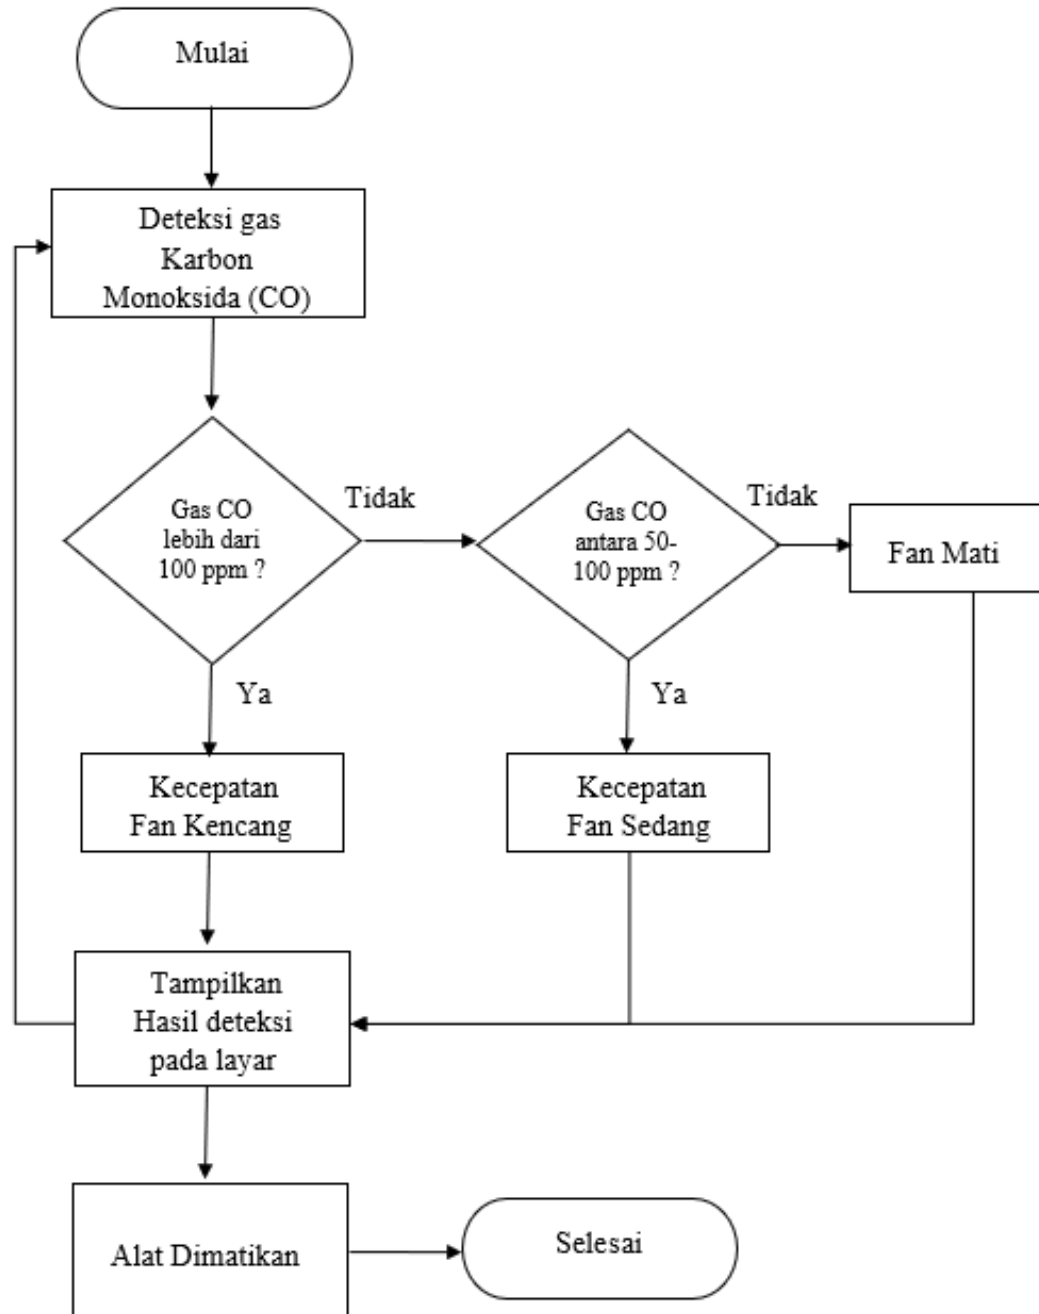 Mulai
Deteksi gas
Karbon
Monoksida (CO)
Gas CO
lebih dari
100 ppm ?
Tidak
Gas CO
antara 50-
100 ppm ?
Tidak
Fan Mati
Ya
Ya
Kecepatan
Fan Kencang
Kecepatan
Fan Sedang
Tampilkan
Hasil deteksi
pada layar
Alat Dimatikan
Selesai